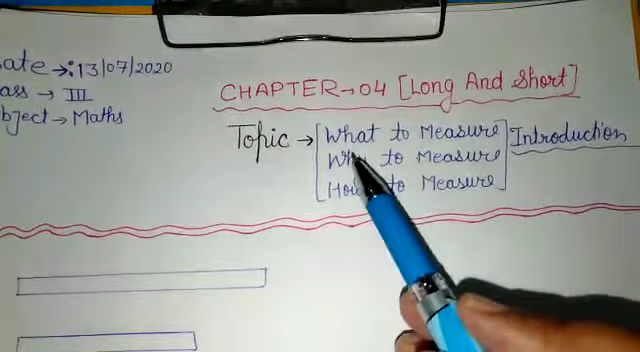 ate →: 13/07/2020
ass → III
bject → Maths
CHAPTER → 04 [Long And Short]
Topic → [What to Measure] Introduction
to Measure
to Measure